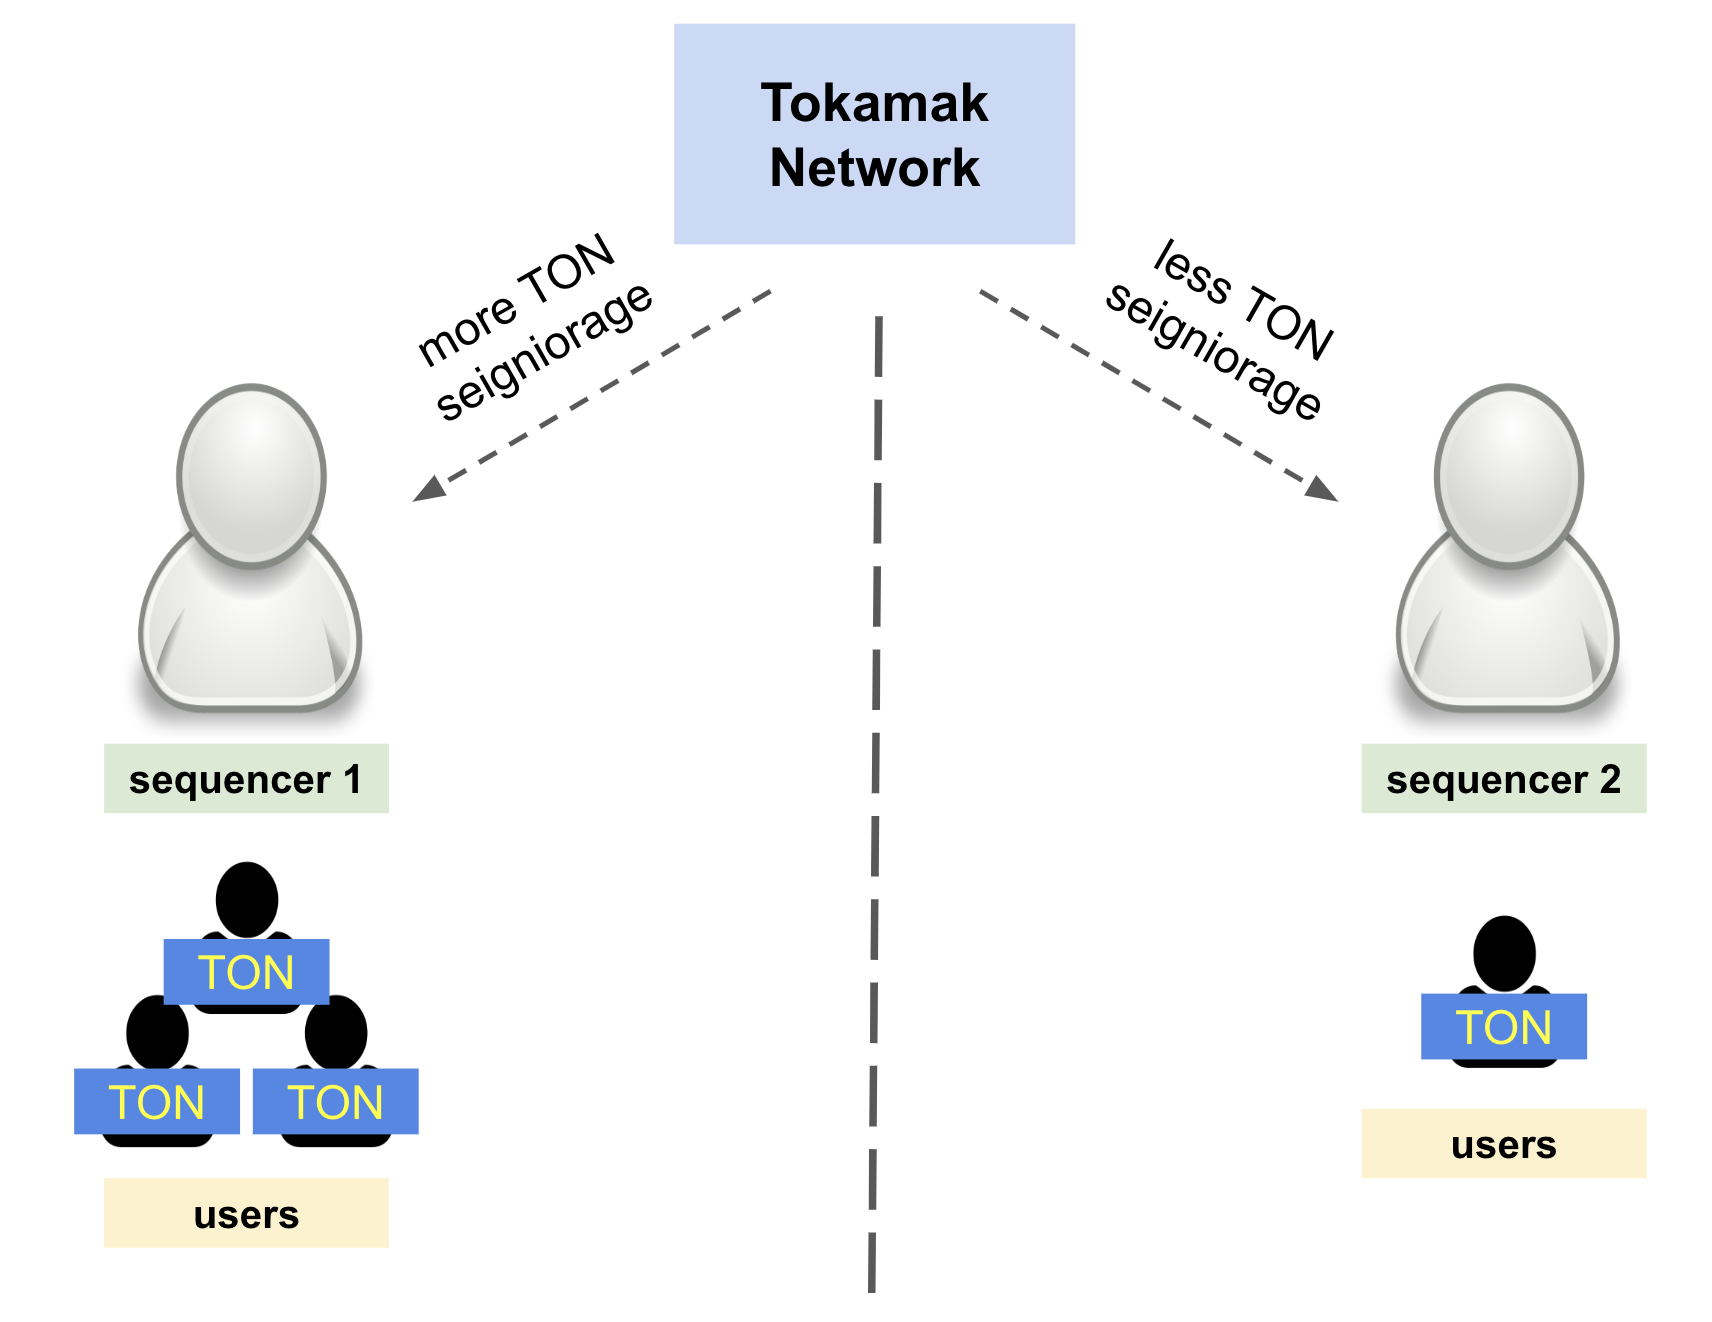 Tokamak
Network
more TON
seigniorage
less TON
seigniorage
sequencer 1
sequencer 2
TON
TON
TON
TON
users
users